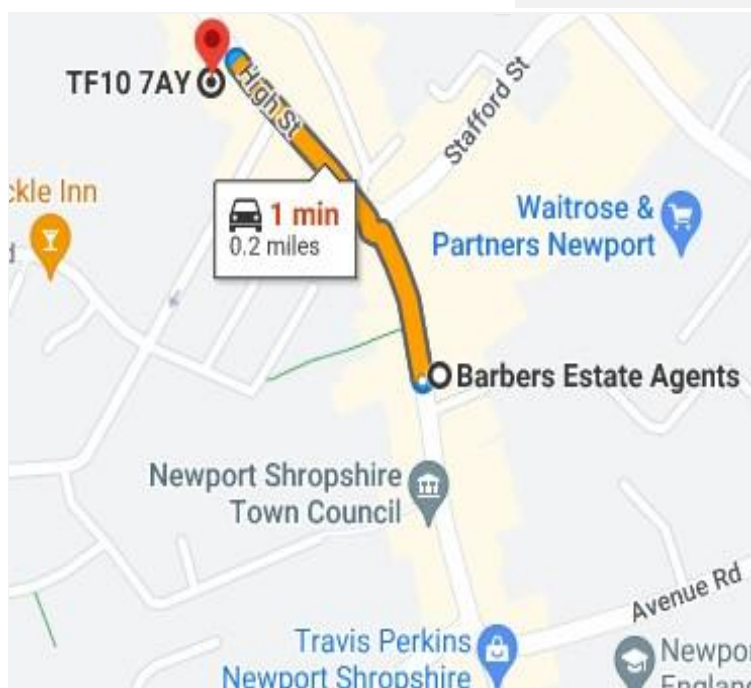 TF10 7AY
High St
Stafford St
1 min
0.2 miles
ckle Inn
d
Waitrose &
Partners Newport
Barbers Estate Agents
Newport Shropshire
Town Council
Avenue Rd
Travis Perkins
Newport Shropshire
Newpor
England